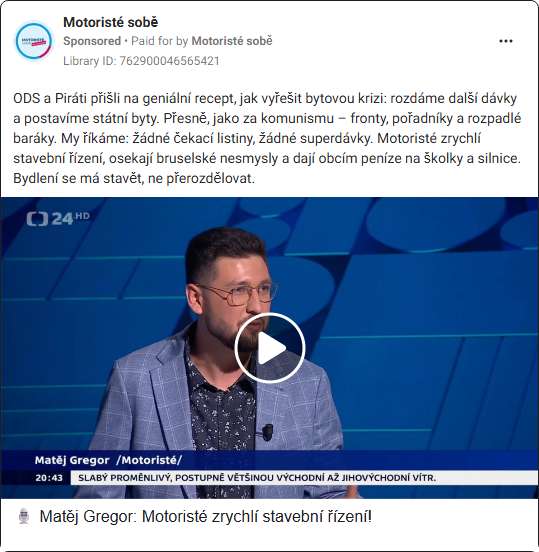 Motoristé sobě
Sponsored • Paid for by Motoristé sobě
Library ID: 762900046565421
ODS a Piráti přišli na geniální recept, jak vyřešit bytovou krizi: rozdáme další dávky
a postavíme státní byty. Přesně, jako za komunismu – fronty, pořadníky a rozpadlé
baráky. My říkáme: žádné čekací listiny, žádné superdávky. Motoristé zrychlí
stavební řízení, osekají bruselské nesmysly a dají obcím peníze na školky a silnice.
Bydlení se má stavět, ne přerozdělovat.
24 HD
Matěj Gregor /Motoristé/
20:43 SLABÝ PROMĚNLIVÝ, POSTUPNĚ VĚTŠINOU VÝCHODNÍ AŽ JIHOVÝCHODNÍ VÍTR.
Matěj Gregor: Motoristé zrychlí stavební řízení!